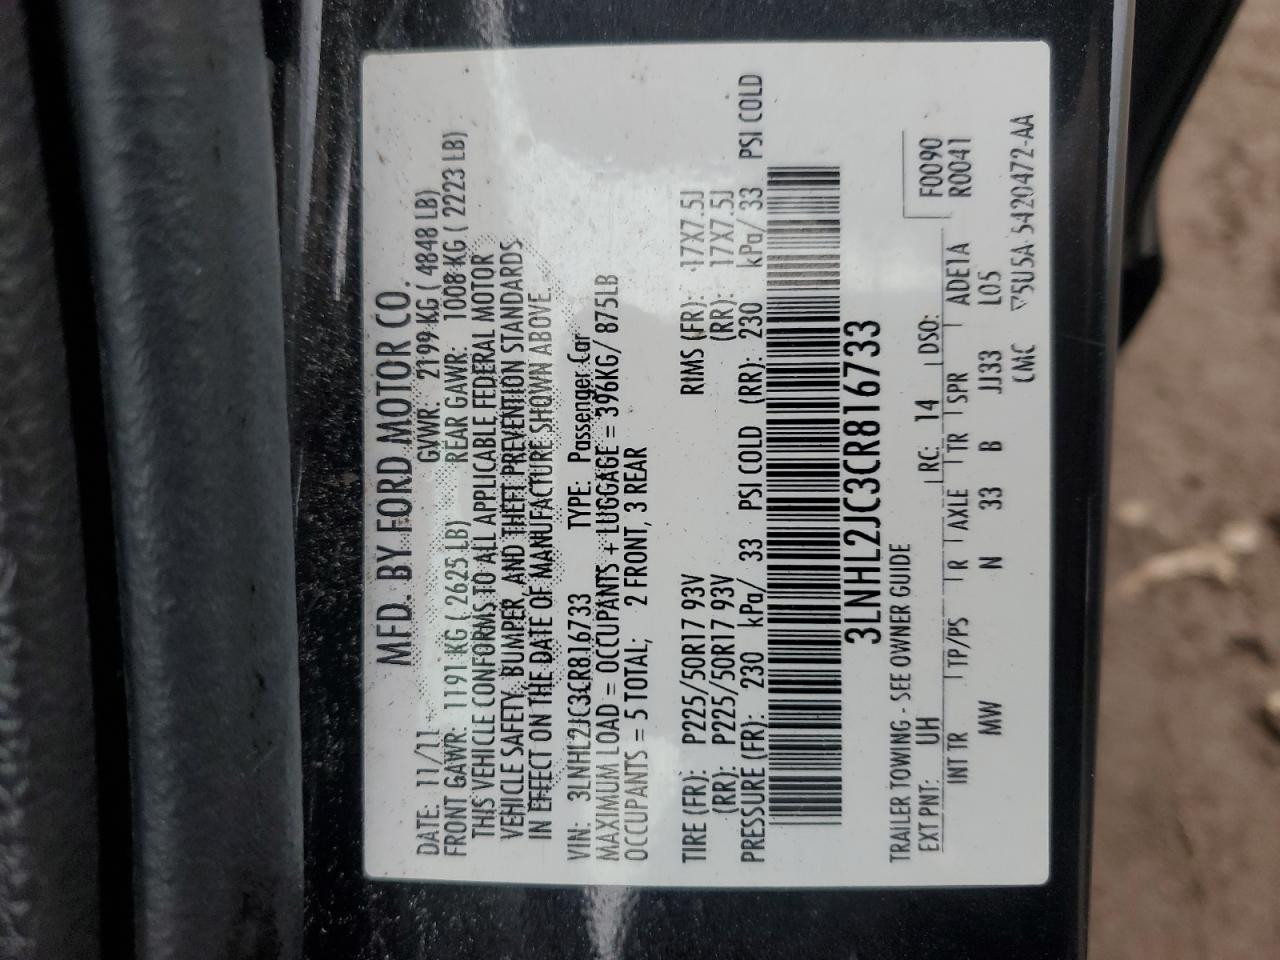 MFD. BY FORD MOTOR CO.
DATE: 11/11 GVWR: 2199 KG ( 4848 LB)
FRONT GAWR: 1191 KG ( 2625 LB) REAR GAWR: 1008 KG ( 2223 LB)
THIS VEHICLE CONFORMS TO ALL APPLICABLE FEDERAL MOTOR
VEHICLE SAFETY, BUMPER, AND THEFT PREVENTION STANDARDS
IN EFFECT ON THE DATE OF MANUFACTURE SHOWN ABOVE
VIN: 3LNHL2JC3CR816733 TYPE: Passenger Car
MAXIMUM LOAD = OCCUPANTS + LUGGAGE = 396KG/ 875LB
OCCUPANTS = 5 TOTAL; 2 FRONT, 3 REAR
TIRE (FR): P225/50R17 93V RIMS (FR): 17X7.5J
(RR): P225/50R17 93V (RR): 17X7.5J
PRESSURE (FR): 230 kPa/ 33 PSI COLD (RR): 230 kPa/ 33 PSI COLD
3LNHL2JC3CR816733
TRAILER TOWING - SEE OWNER GUIDE
EXT PNT: UH RC: 14 DSO: F0090
R0041
INT TR TP/PS R AXLE TR SPR ADE1A
MW N 33 B JJ33 L05
CMC ▽5U5A-5420472-AA